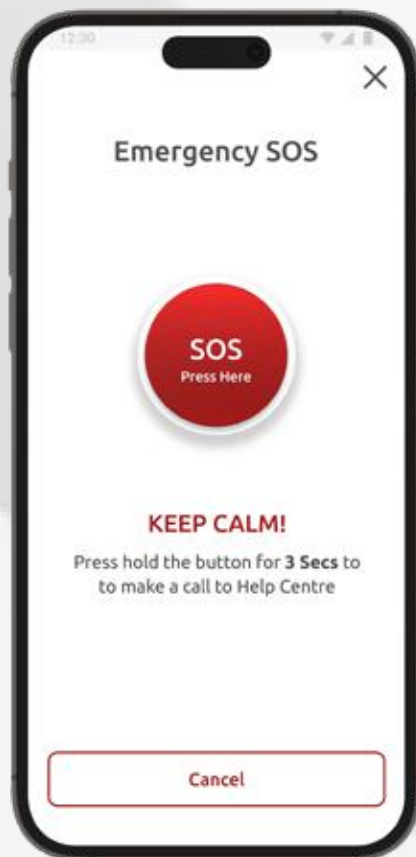 12:30
Emergency SOS
SOS
Press Here
KEEP CALM!
Press hold the button for 3 Secs to
to make a call to Help Centre
Cancel